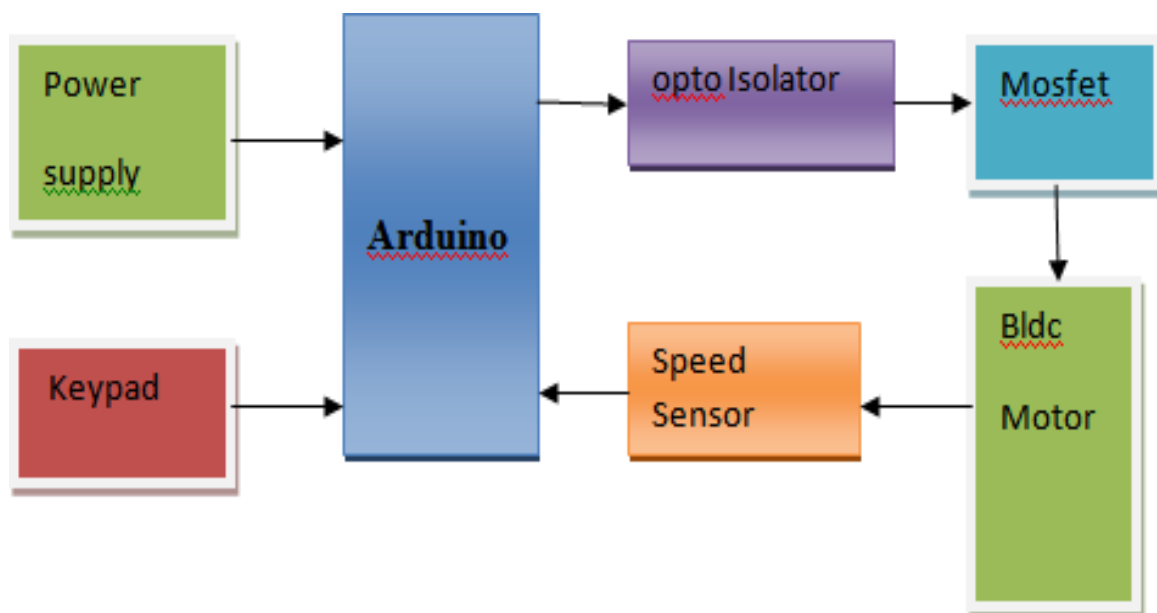 Power
supply
Arduino
opto Isolator
Mosfet
Keypad
Speed
Sensor
Bldc
Motor